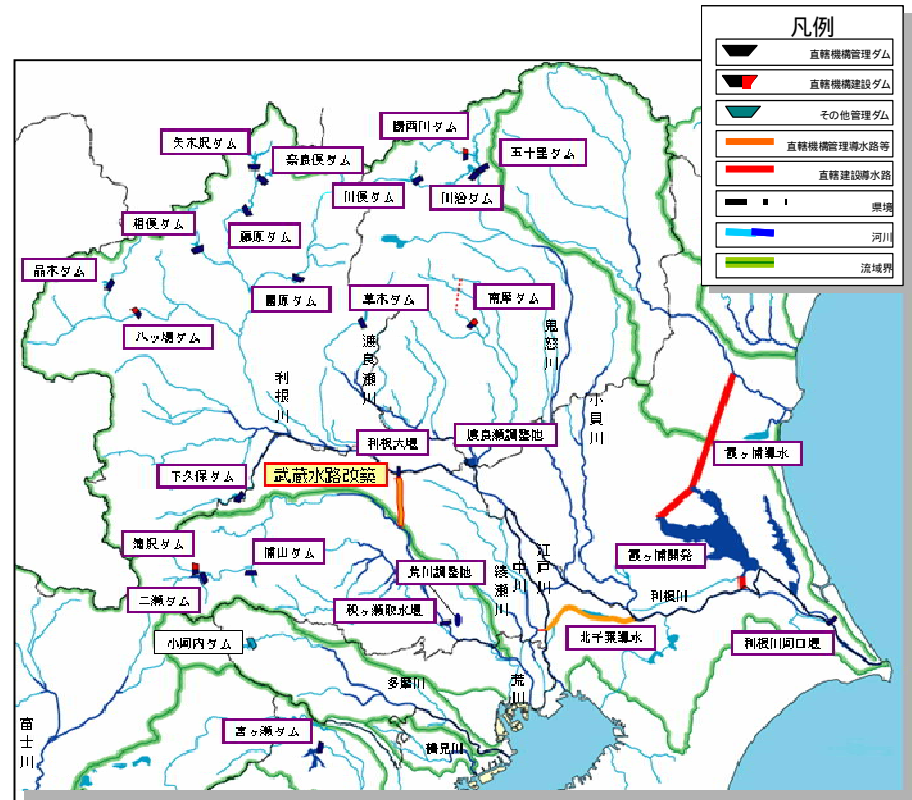 凡例
直轄機構管理ダム
直轄機構建設ダム
その他管理ダム
直轄機構管理導水路等
直轄建設導水路
県境
河川
流域界
湯西川ダム
矢木沢ダム
奈良俣ダム
五十里ダム
川俣ダム
川治ダム
相俣ダム
藤原ダム
品木ダム
薗原ダム
草木ダム
南摩ダム
八ッ場ダム
渡良瀬川
鬼怒川
利根川
小貝川
利根大堰
渡良瀬調整池
霞ヶ浦導水
下久保ダム
武蔵水路改築
滝沢ダム
浦山ダム
荒川調整池
綾瀬川
中川
江戸川
霞ヶ浦開発
二瀬ダム
秋ヶ瀬取水堰
利根川
小河内ダム
北千葉導水
利根川河口堰
多摩川
荒川
富士川
宮ヶ瀬ダム
鶴見川